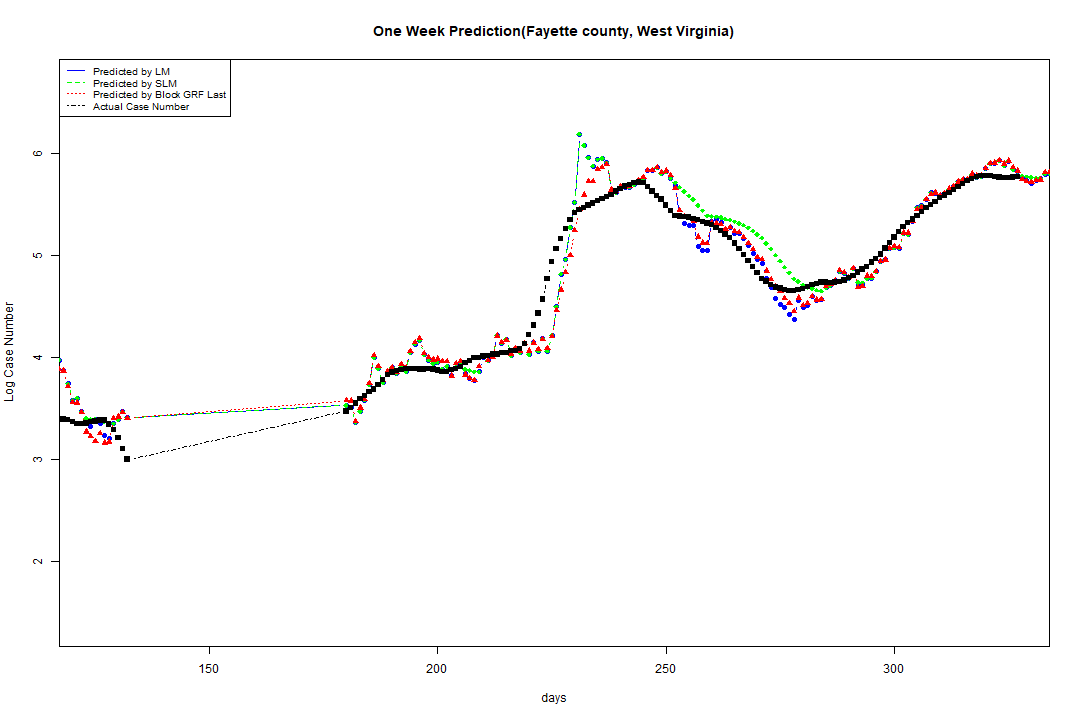 One Week Prediction(Fayette county, West Virginia)
Predicted by LM
Predicted by SLM
Predicted by Block GRF Last
Actual Case Number
6
5
4
3
2
Log Case Number
150 200 250 300
days